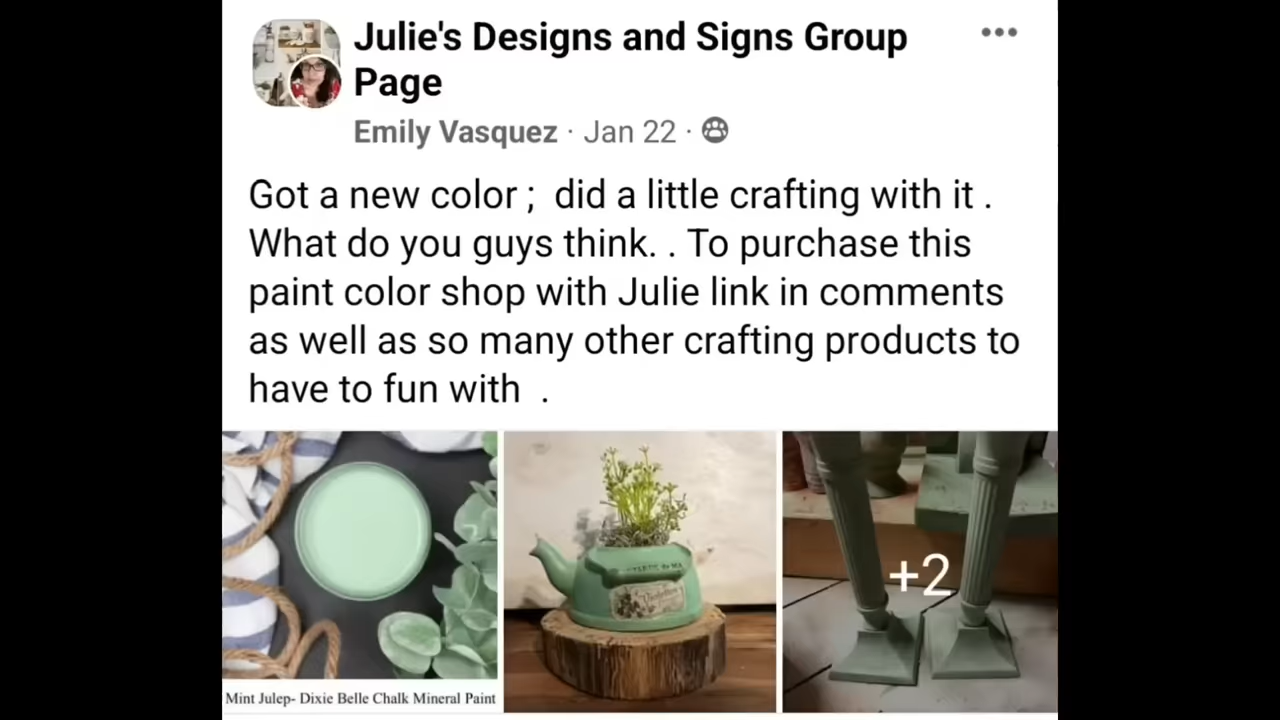 Julie's Designs and Signs Group
Page
Emily Vasquez · Jan 22 ·
Got a new color ;  did a little crafting with it .
What do you guys think. . To purchase this
paint color shop with Julie link in comments
as well as so many other crafting products to
have to fun with  .
+2
Mint Julep- Dixie Belle Chalk Mineral Paint